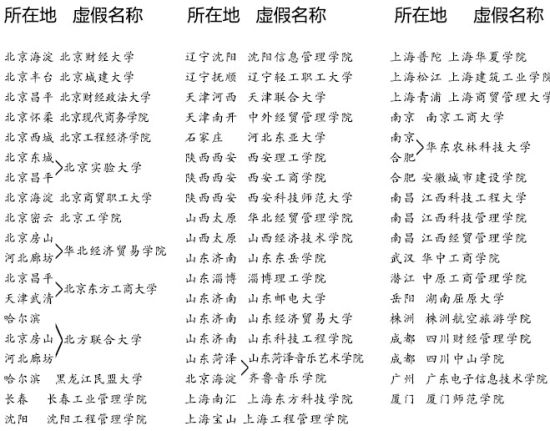 所在地 虚假名称
北京海淀 北京财经大学
北京丰台 北京城建大学
北京昌平 北京财经政法大学
北京怀柔 北京现代商务学院
北京西城 北京工程经济学院
北京东城
北京实验大学
北京昌平
北京海淀 北京商贸职工大学
北京密云 北京工学院
北京房山
华北经济贸易学院
河北廊坊
北京昌平
北京东方工商大学
天津武清
哈尔滨
北京房山
北方联合大学
河北廊坊
哈尔滨 黑龙江民盟大学
长春 长春工业管理学院
沈阳 沈阳工程管理学院
所在地 虚假名称
辽宁沈阳 沈阳信息管理学院
辽宁抚顺 辽宁轻工职工大学
天津河西 天津联合大学
天津南开 中外经贸管理学院
石家庄 河北东亚大学
陕西西安 西安理工学院
陕西西安 西安工商学院
陕西西安 西安科技师范大学
山西太原 华北经贸管理学院
山西太原 山西经济技术学院
山东济南 山东东岳学院
山东淄博 淄博理工学院
山东济南 山东邮电大学
山东济南 山东经济贸易大学
山东济南 山东科技工程学院
山东菏泽 山东菏泽音乐艺术学院
北京海淀 齐鲁音乐学院
上海南汇 上海东方科技学院
上海宝山 上海工程管理学院
所在地 虚假名称
上海普陀 上海华夏学院
上海松江 上海建筑工业学院
上海青浦 上海商贸管理大
南京 南京工商大学
南京
华东农林科技大学
合肥
合肥 安徽城市建设学院
南昌 江西科技工程大学
南昌 江西科技管理学院
南昌 江西经贸管理学院
武汉 华中工商学院
潜江 中原工商管理学院
岳阳 湖南屈原大学
株洲 株洲航空旅游学院
成都 四川财经管理学院
成都 四川中山学院
广州 广东电子信息技术学院
厦门 厦门师范学院